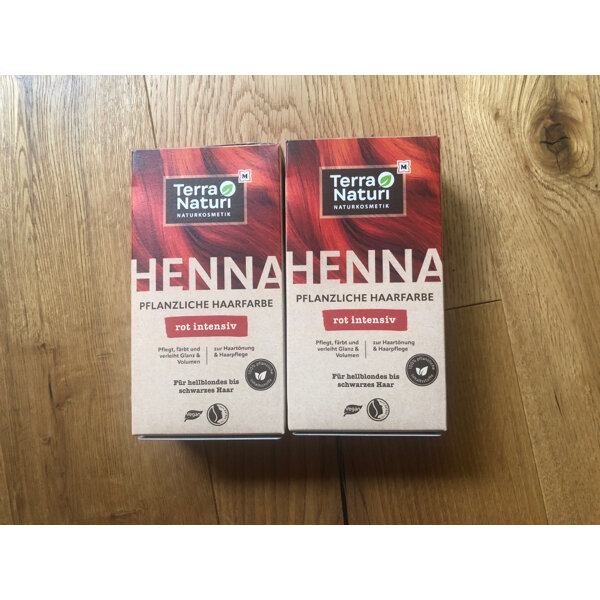 M
Terra
Naturi
NATURKOSMETIK
HENNA
PFLANZLICHE HAARFARBE
rot intensiv
Pflegt, färbt und
verleiht Glanz &
Volumen
zur Haartönung
& Haarpflege
Für hellblondes bis
schwarzes Haar
vegan
M
Terra
Naturi
NATURKOSMETIK
HENNA
PFLANZLICHE HAARFARBE
rot intensiv
Pflegt, färbt und
verleiht Glanz &
Volumen
zur Haartönung
& Haarpflege
100% pflanzliche
Für hellblondes bis
schwarzes Haar
vegan